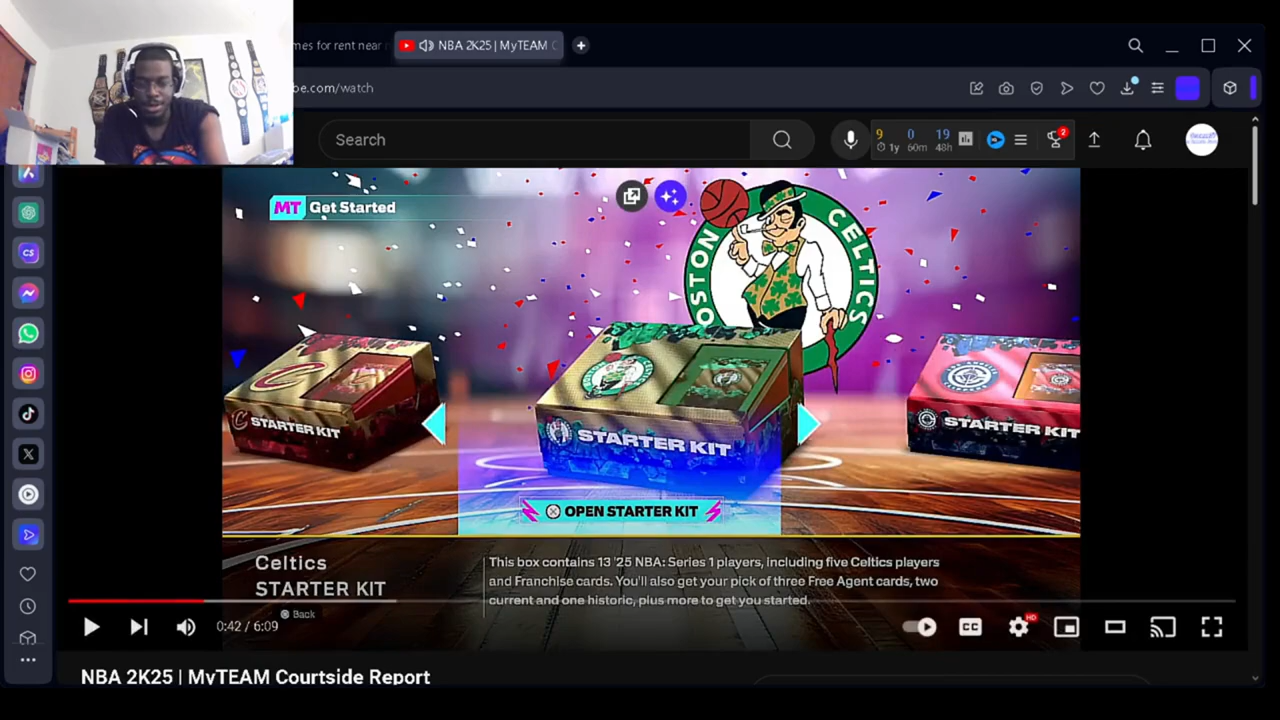 mes for rent near
NBA 2K25 | MyTEAM C
be.com/watch
Search
9 0 19
1y 60m 48h
2
MT Get Started
BOSTON CELTICS
STARTER KIT
STARTER KIT
STARTER KIT
OPEN STARTER KIT
Celtics
STARTER KIT
This box contains 13 '25 NBA: Series 1 players, including five Celtics players
and Franchise cards. You'll also get your pick of three Free Agent cards, two
current and one historic, plus more to get you started.
Back
0:42 / 6:09
CC
HD
NBA 2K25 | MyTEAM Courtside Report
CS